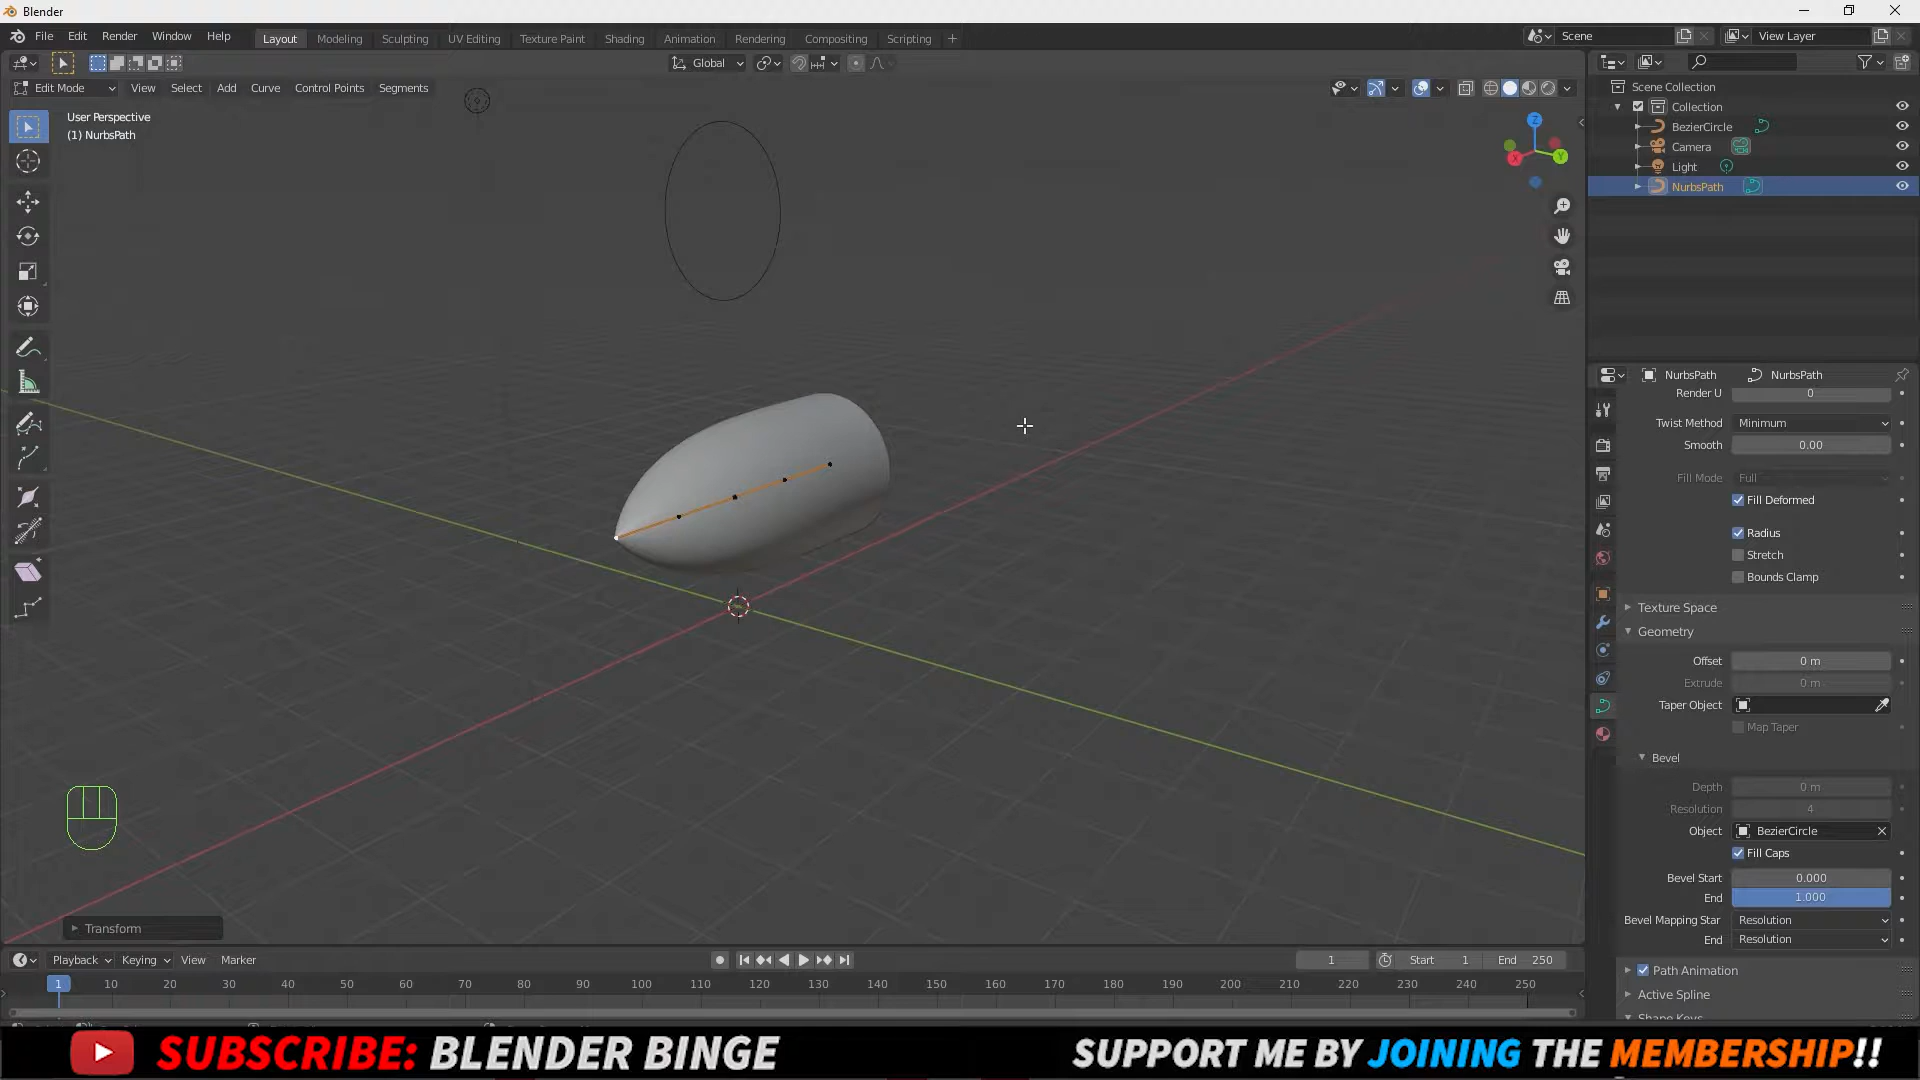 Blender
File Edit Render Window Help Layout Modeling Sculpting UV Editing Texture Paint Shading Animation Rendering Compositing Scripting + Scene View Layer
Global
Edit Mode View Select Add Curve Control Points Segments
User Perspective
(1) NurbsPath
Z
X
Y
Scene Collection
Collection
BezierCircle
Camera
Light
NurbsPath
NurbsPath NurbsPath
Render U 0
Twist Method Minimum
Smooth 0.00
Fill Mode Full
Fill Deformed
Radius
Stretch
Bounds Clamp
Texture Space
Geometry
Offset 0 m
Extrude 0 m
Taper Object
Map Taper
Bevel
Depth 0 m
Resolution 4
Object BezierCircle
Fill Caps
Bevel Start 0.000
End 1.000
Bevel Mapping Star Resolution
End Resolution
Path Animation
Active Spline
Shape Keys
Transform
Playback Keying View Marker 1 Start 1 End 250
1 10 20 30 40 50 60 70 80 90 100 110 120 130 140 150 160 170 180 190 200 210 220 230 240 250
SUBSCRIBE: BLENDER BINGE SUPPORT ME BY JOINING THE MEMBERSHIP!!